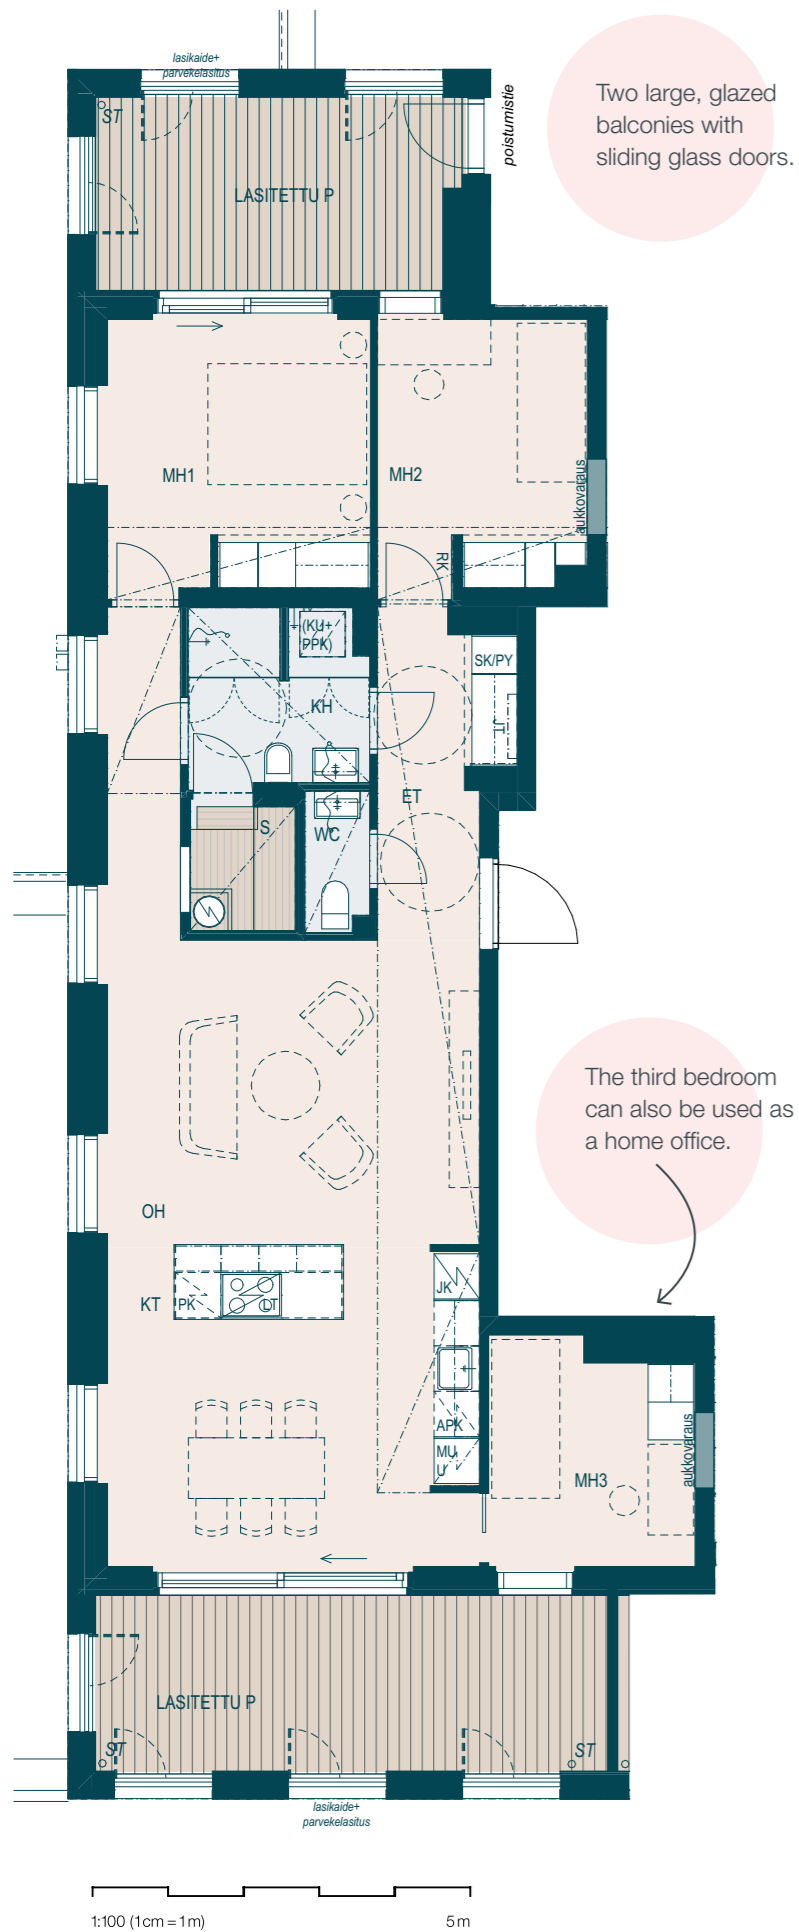 lasikaide+
parvekelasitus
ST
poistumistie
Two large, glazed
balconies with
sliding glass doors.
LASITETTU P
MH1
MH2
aukkovaraus
RK
(KU+
PPK)
SK/PY
JT
KH
ET
S
WC
The third bedroom
can also be used as
a home office.
OH
KT
PK
LT
JK
APK
MU
U
MH3
aukkovaraus
LASITETTU P
ST
ST
lasikaide+
parvekelasitus
1:100 (1cm = 1m)
5m